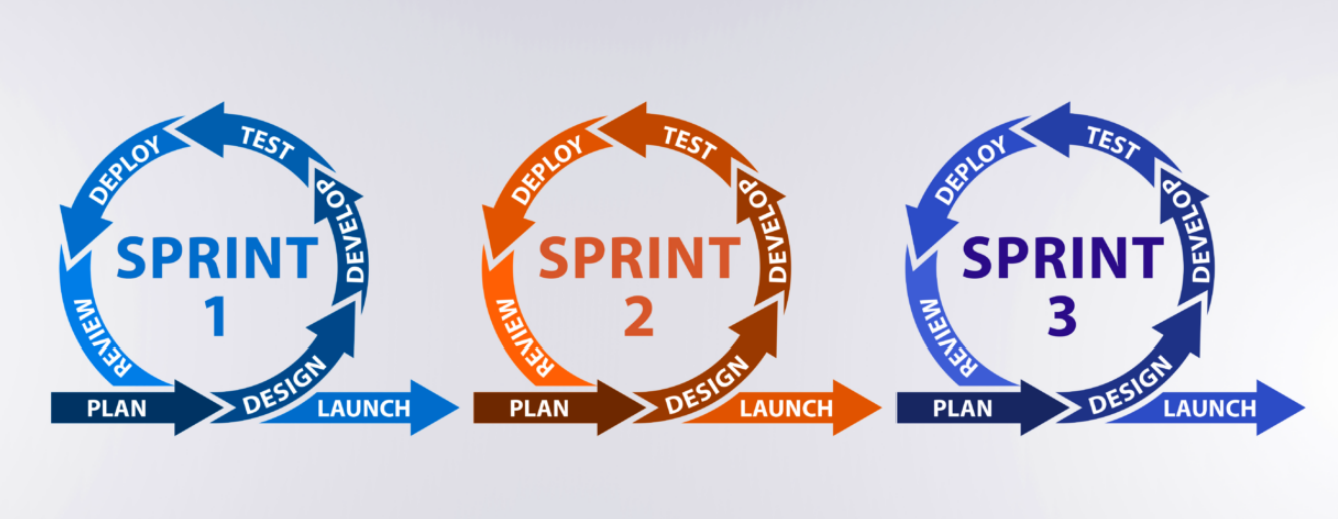 SPRINT
1
PLAN
DESIGN
DEVELOP
TEST
DEPLOY
REVIEW
LAUNCH
SPRINT
2
PLAN
DESIGN
DEVELOP
TEST
DEPLOY
REVIEW
LAUNCH
SPRINT
3
PLAN
DESIGN
DEVELOP
TEST
DEPLOY
REVIEW
LAUNCH